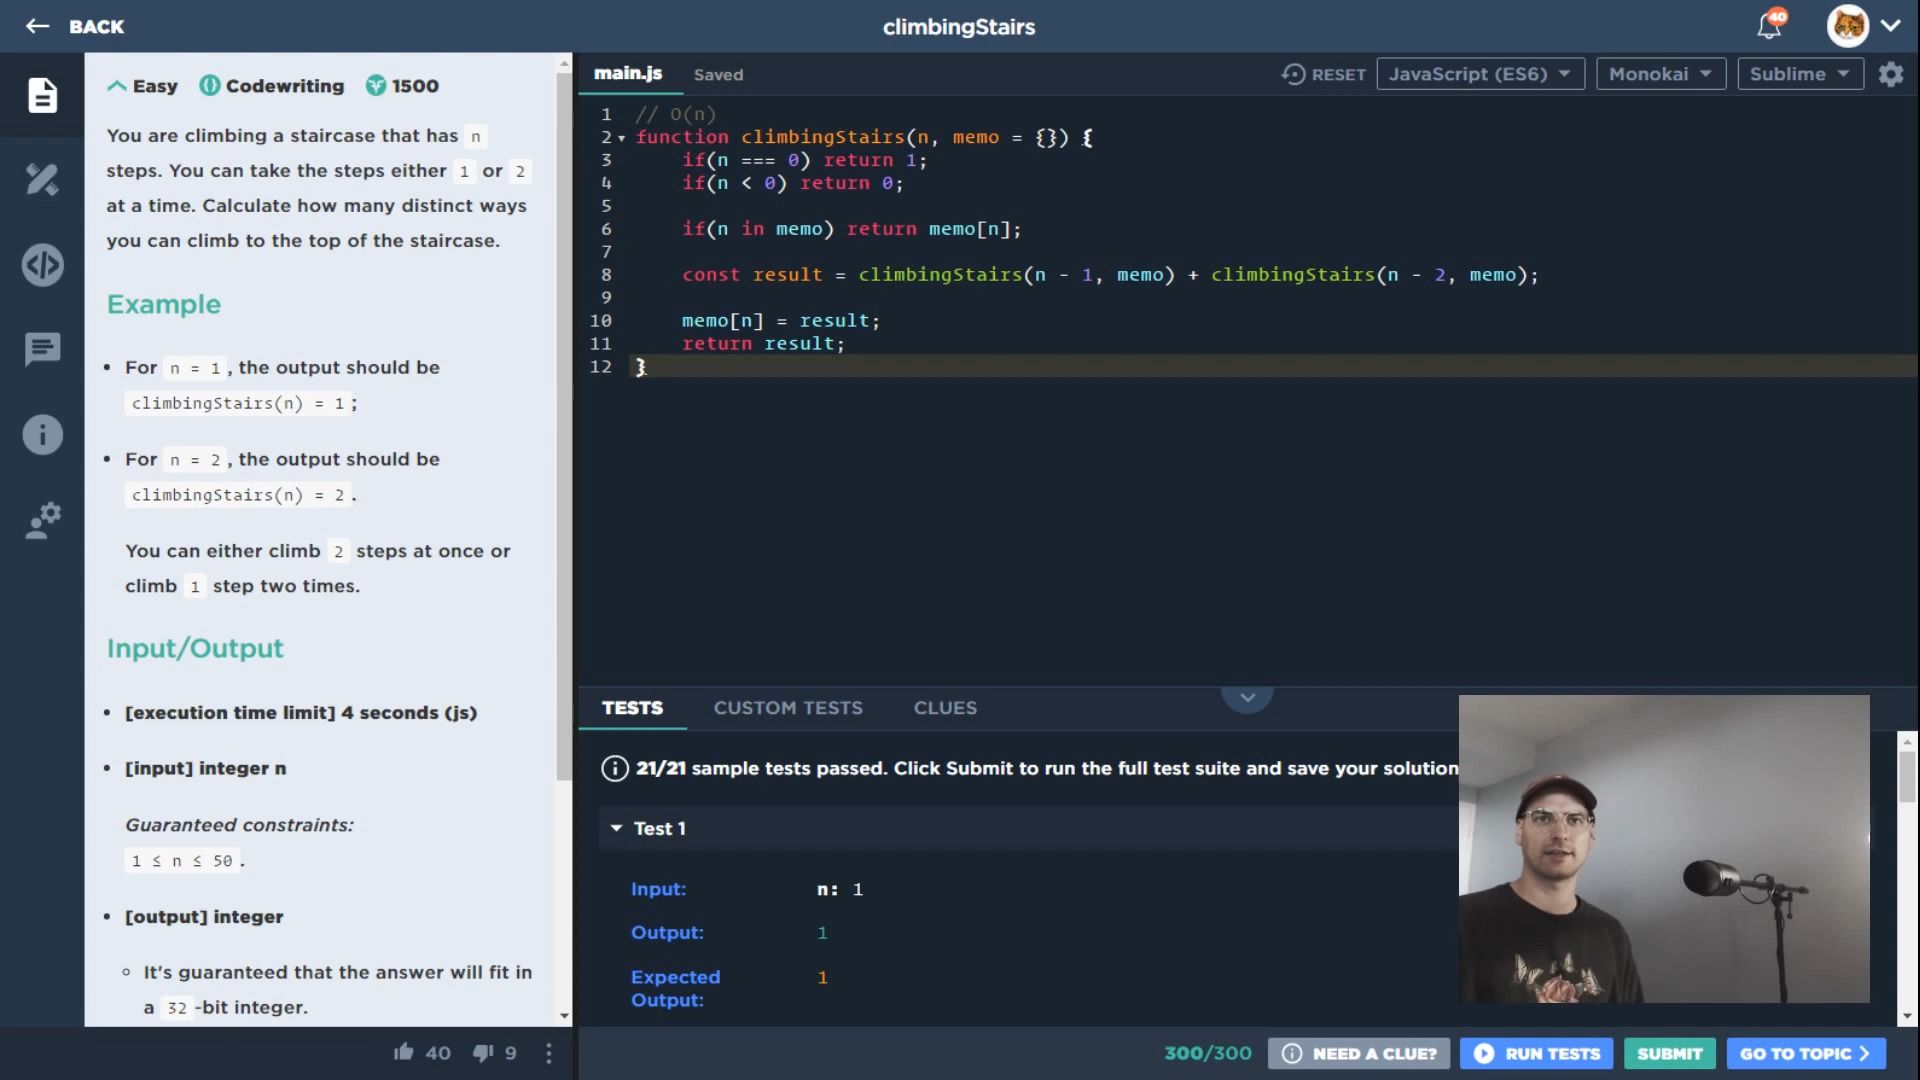 BACK
climbingStairs
40
Easy Codewriting 1500
You are climbing a staircase that has n
steps. You can take the steps either 1 or 2
at a time. Calculate how many distinct ways
you can climb to the top of the staircase.
Example
• For n = 1, the output should be
climbingStairs(n) = 1;
• For n = 2, the output should be
climbingStairs(n) = 2.
You can either climb 2 steps at once or
climb 1 step two times.
Input/Output
• [execution time limit] 4 seconds (js)
• [input] integer n
Guaranteed constraints:
1 ≤ n ≤ 50.
• [output] integer
◦ It's guaranteed that the answer will fit in
a 32-bit integer.
40 9
main.js Saved RESET JavaScript (ES6) Monokai Sublime
1 // O(n)
2 function climbingStairs(n, memo = {}) {
3 if(n === 0) return 1;
4 if(n < 0) return 0;
5
6 if(n in memo) return memo[n];
7
8 const result = climbingStairs(n - 1, memo) + climbingStairs(n - 2, memo);
9
10 memo[n] = result;
11 return result;
12 }
TESTS CUSTOM TESTS CLUES
21/21 sample tests passed. Click Submit to run the full test suite and save your solution
Test 1
Input: n: 1
Output: 1
Expected 1
Output:
300/300 NEED A CLUE? RUN TESTS SUBMIT GO TO TOPIC